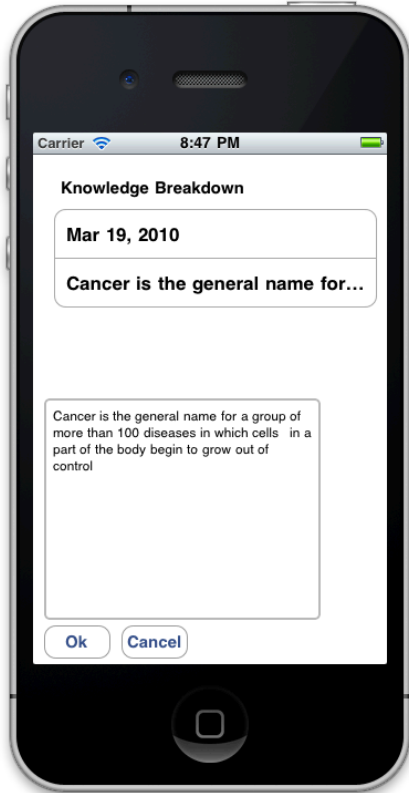 Carrier 8:47 PM
Knowledge Breakdown
Mar 19, 2010
Cancer is the general name for...
Cancer is the general name for a group of
more than 100 diseases in which cells   in a
part of the body begin to grow out of
control
Ok Cancel